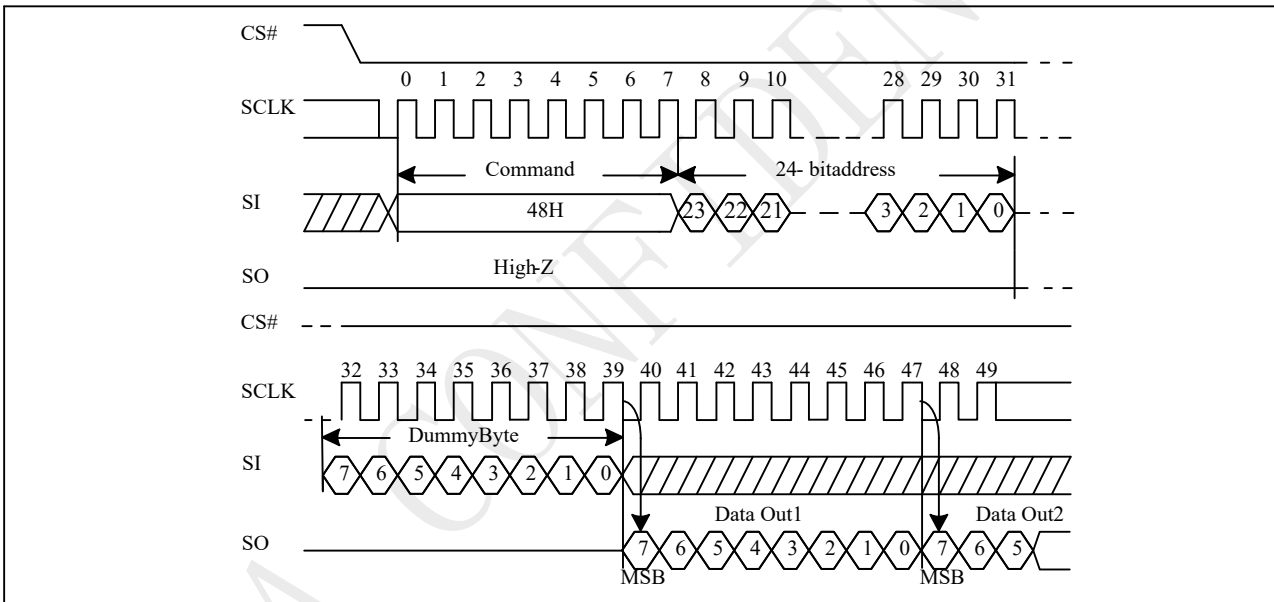 CS#
0 1 2 3 4 5 6 7 8 9 10 28 29 30 31
SCLK
Command 24- bitaddress
SI 48H 23 22 21 3 2 1 0
High-Z
SO
CS#
32 33 34 35 36 37 38 39 40 41 42 43 44 45 46 47 48 49
SCLK
DummyByte
SI 7 6 5 4 3 2 1 0
Data Out1 Data Out2
SO 7 6 5 4 3 2 1 0 7 6 5
MSB MSB